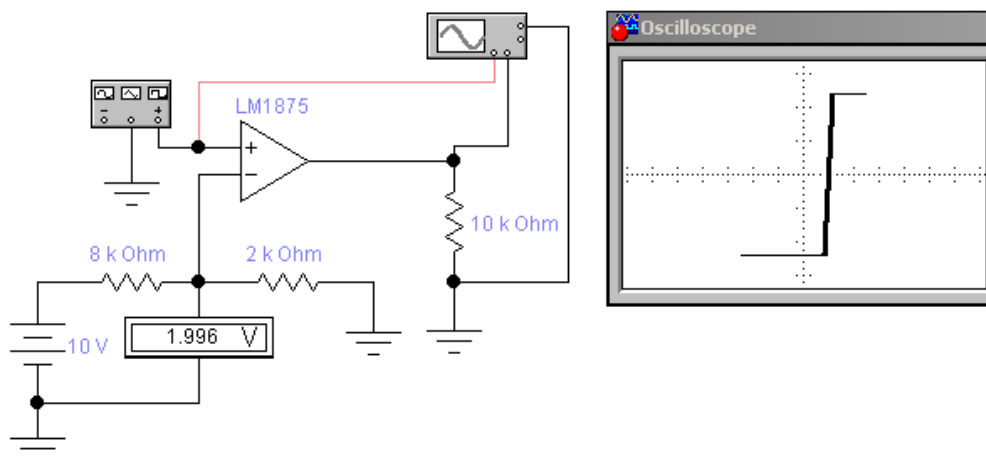 Oscilloscope
LM1875
− +
+
−
10 k Ohm
8 k Ohm 2 k Ohm
10 V
1.996 V